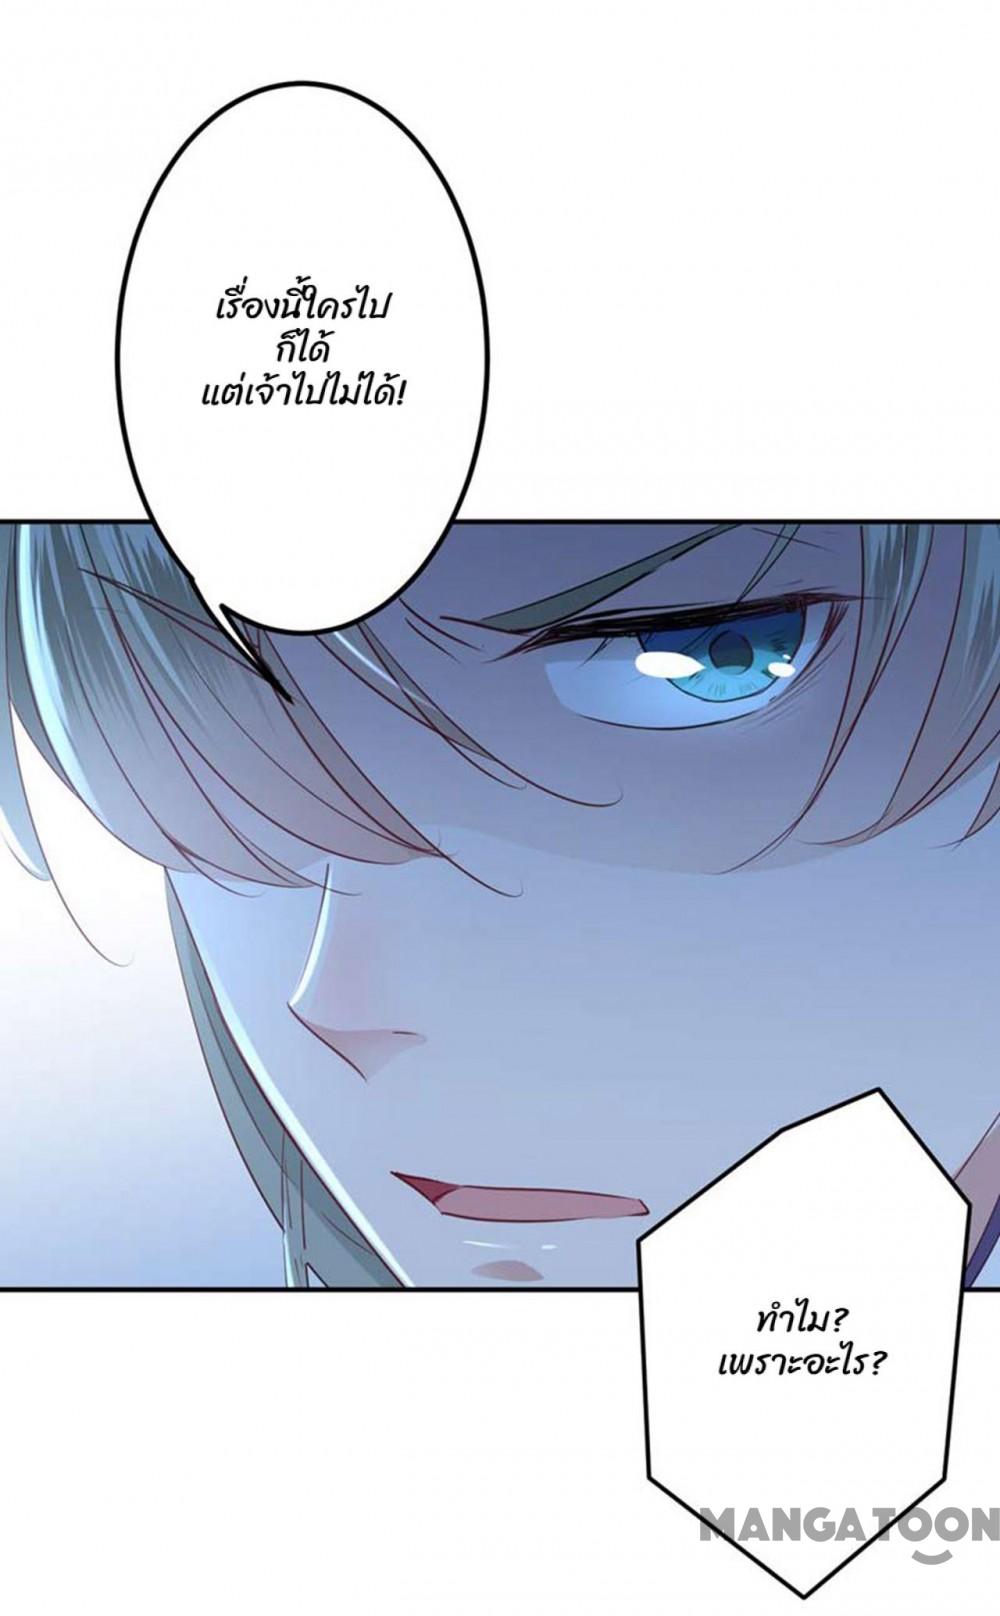 เรื่องนี้ใครไป
ก็ได้
แต่เจ้าไปไม่ได้!
ทำไม?
เพราะอะไร?
MANGATOON